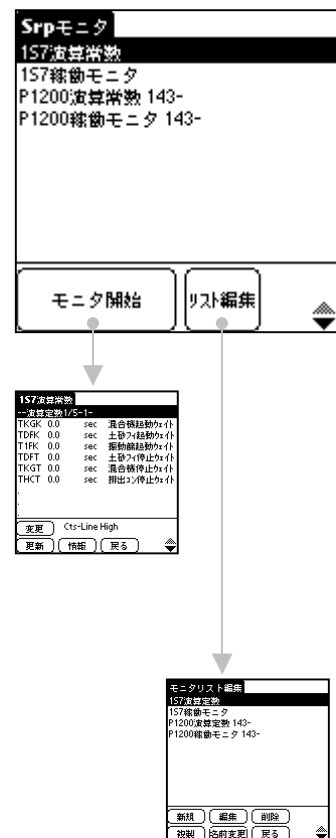 Srpモニタ
1S7演算常数
1S7稼働モニタ
P1200演算常数 143-
P1200稼働モニタ 143-
モニタ開始 リスト編集
1S7演算常数
--演算定数1/5-1-
TKGK 0.0 sec 混合機起動ウェイト
TDFK 0.0 sec 土砂フィ起動ウェイト
T1FK 0.0 sec 振動篩起動ウェイト
TDFT 0.0 sec 土砂フィ停止ウェイト
TKGT 0.0 sec 混合機停止ウェイト
THCT 0.0 sec 排出コン停止ウェイト
.
.
.
変更 Cts-Line High
更新 情報 戻る
モニタリスト編集
1S7演算定数
1S7稼働モニタ
P1200演算定数 143-
P1200稼働モニタ 143-
新規 編集 削除
複製 名前変更 戻る